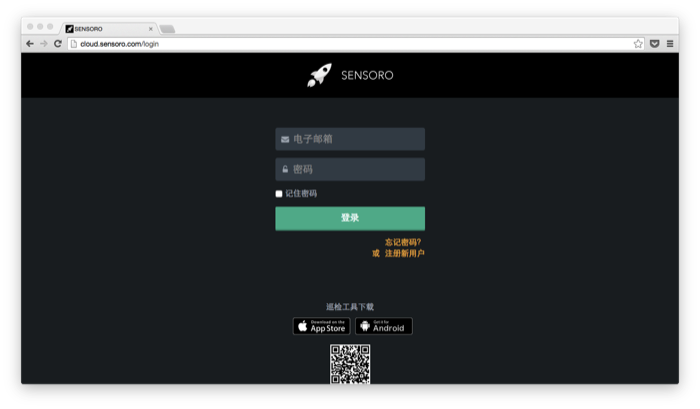 SENSORO
cloud.sensoro.com/login
SENSORO
电子邮箱
密码
记住密码
登录
忘记密码?
或 注册新用户
巡检工具下载
Download on the
App Store
Got it for
Android